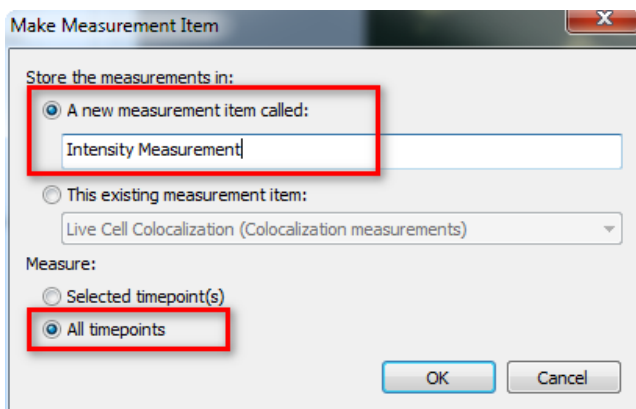 Make Measurement Item
Store the measurements in:
A new measurement item called:
Intensity Measurement
This existing measurement item:
Live Cell Colocalization (Colocalization measurements)
Measure:
Selected timepoint(s)
All timepoints
OK Cancel